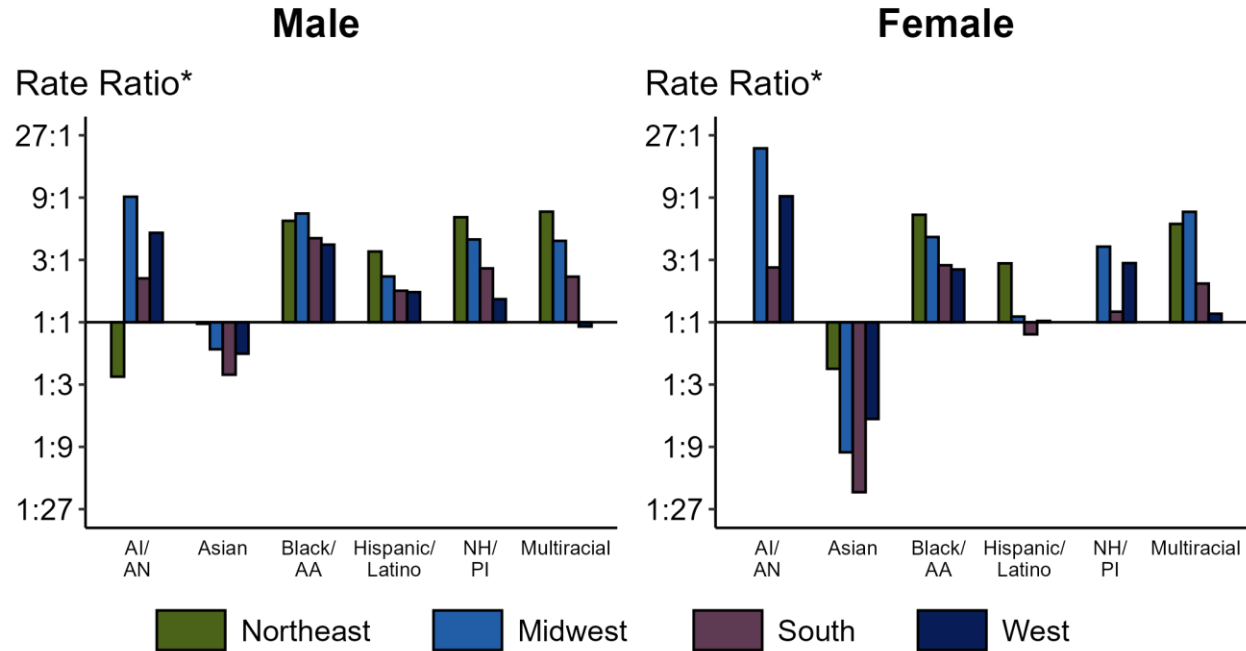 Male
Rate Ratio*
27:1
9:1
3:1
1:1
1:3
1:9
1:27
AI/
AN
Asian
Black/
AA
Hispanic/
Latino
NH/
PI
Multiracial
Female
Rate Ratio*
27:1
9:1
3:1
1:1
1:3
1:9
1:27
AI/
AN
Asian
Black/
AA
Hispanic/
Latino
NH/
PI
Multiracial
Northeast
Midwest
South
West